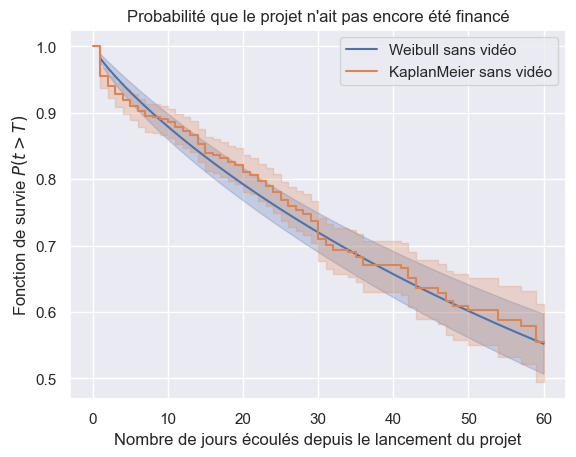 Probabilité que le projet n'ait pas encore été financé
Weibull sans vidéo
KaplanMeier sans vidéo
Fonction de survie P(t > T)
1.0
0.9
0.8
0.7
0.6
0.5
0 10 20 30 40 50 60
Nombre de jours écoulés depuis le lancement du projet